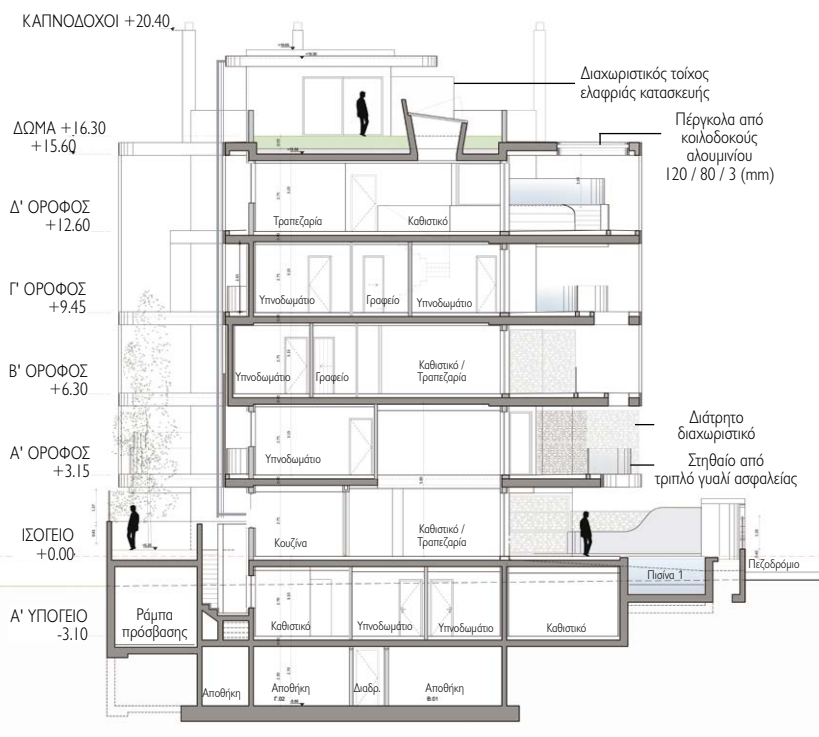 ΚΑΠΝΟΔΟΧΟΙ +20.40
Διαχωριστικός τοίχος
ελαφριάς κατασκευής
Πέργκολα από
κοιλοδοκούς
αλουμινίου
120 / 80 / 3 (mm)
ΔΩΜΑ +16.30
+15.60
Δ' ΟΡΟΦΟΣ
+12.60
Τραπεζαρία
Καθιστικό
Γ' ΟΡΟΦΟΣ
+9.45
Υπνοδωμάτιο
Γραφείο
Υπνοδωμάτιο
Β' ΟΡΟΦΟΣ
+6.30
Υπνοδωμάτιο
Γραφείο
Καθιστικό /
Τραπεζαρία
Διάτρητο
διαχωριστικό
Α' ΟΡΟΦΟΣ
+3.15
Υπνοδωμάτιο
Στηθαίο από
τριπλό γυαλί ασφαλείας
ΙΣΟΓΕΙΟ
+0.00
Κουζίνα
Καθιστικό /
Τραπεζαρία
Πεζοδρόμιο
Πισίνα 1
Α' ΥΠΟΓΕΙΟ
-3.10
Ράμπα
πρόσβασης
Καθιστικό
Υπνοδωμάτιο
Υπνοδωμάτιο
Καθιστικό
Αποθήκη
Αποθήκη
Διαδρ.
Αποθήκη
Γ.02
Β.01